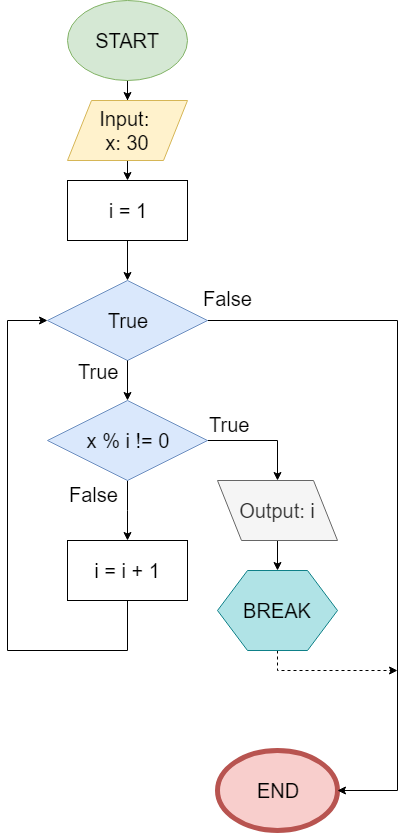 START
Input:
x: 30
i = 1
False
True
True
True
x % i != 0
False
Output: i
i = i + 1
BREAK
END